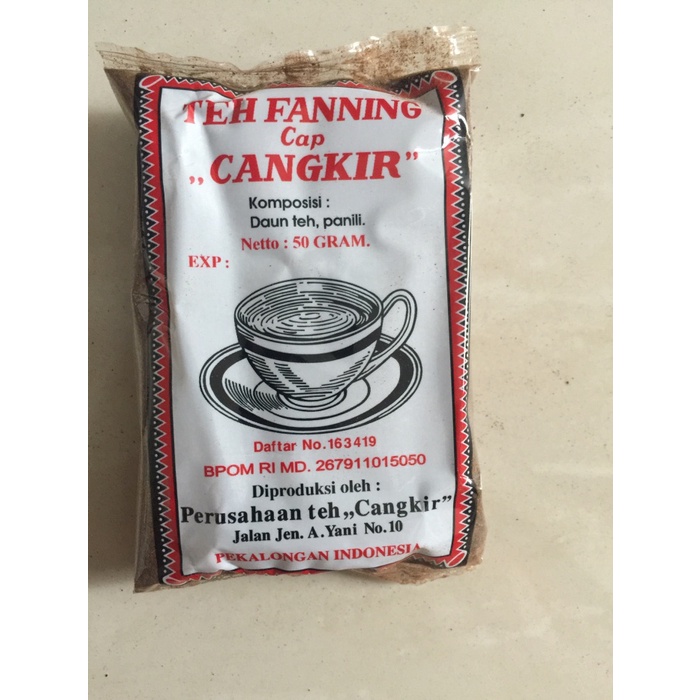 TEH FANNING
Cap
„CANGKIR”
Komposisi :
Daun teh, panili.
Netto : 50 GRAM.
EXP :
Daftar No.163419
BPOM RI MD. 267911015050
Diproduksi oleh :
Perusahaan teh„Cangkir”
Jalan Jen. A.Yani No.10
PEKALONGAN INDONESIA